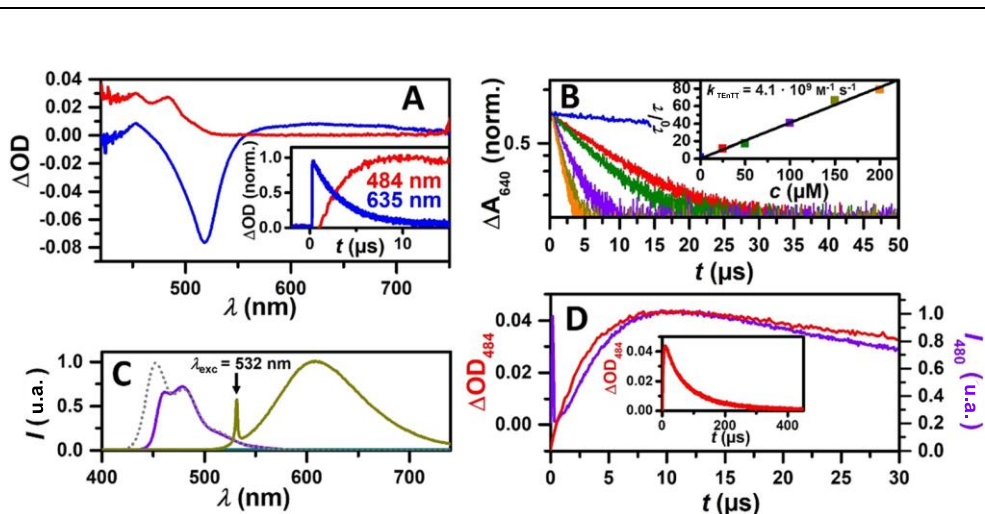 A
ΔOD
0.04
0.02
0.00
-0.02
-0.04
-0.06
-0.08
500
600
700
λ (nm)
ΔOD (norm.)
1.0
0.5
0.0
484 nm
635 nm
0
10
t (µs)
B
ΔA640 (norm.)
0.5
0 5 10 15 20 25 30 35 40 45 50
t (µs)
τ0/τ
80
60
40
20
0
k TEnTT = 4.1 · 10⁹ M⁻¹ s⁻¹
0 50 100 150 200
c (µM)
C
I (u.a.)
1.0
0.5
0.0
λexc = 532 nm
400 500 600 700
λ (nm)
D
ΔOD484
0.04
0.02
0.00
0 5 10 15 20 25 30
t (µs)
I480 (u.a.)
1.0
0.8
0.6
0.4
0.2
0.0
ΔOD484
0.04
0.02
0.00
0 200 400
t (µs)